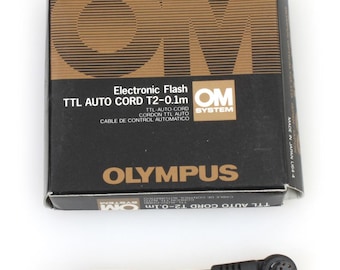 OM
Electronic Flash
TTL AUTO CORD T2-0.1m
TTL-AUTO-CORD
CORDON TTL AUTO
CABLE DE CONTROL AUTOMATICO
OM
SYSTEM
OLYMPUS
TTL AUTO CORD T2-0.1m